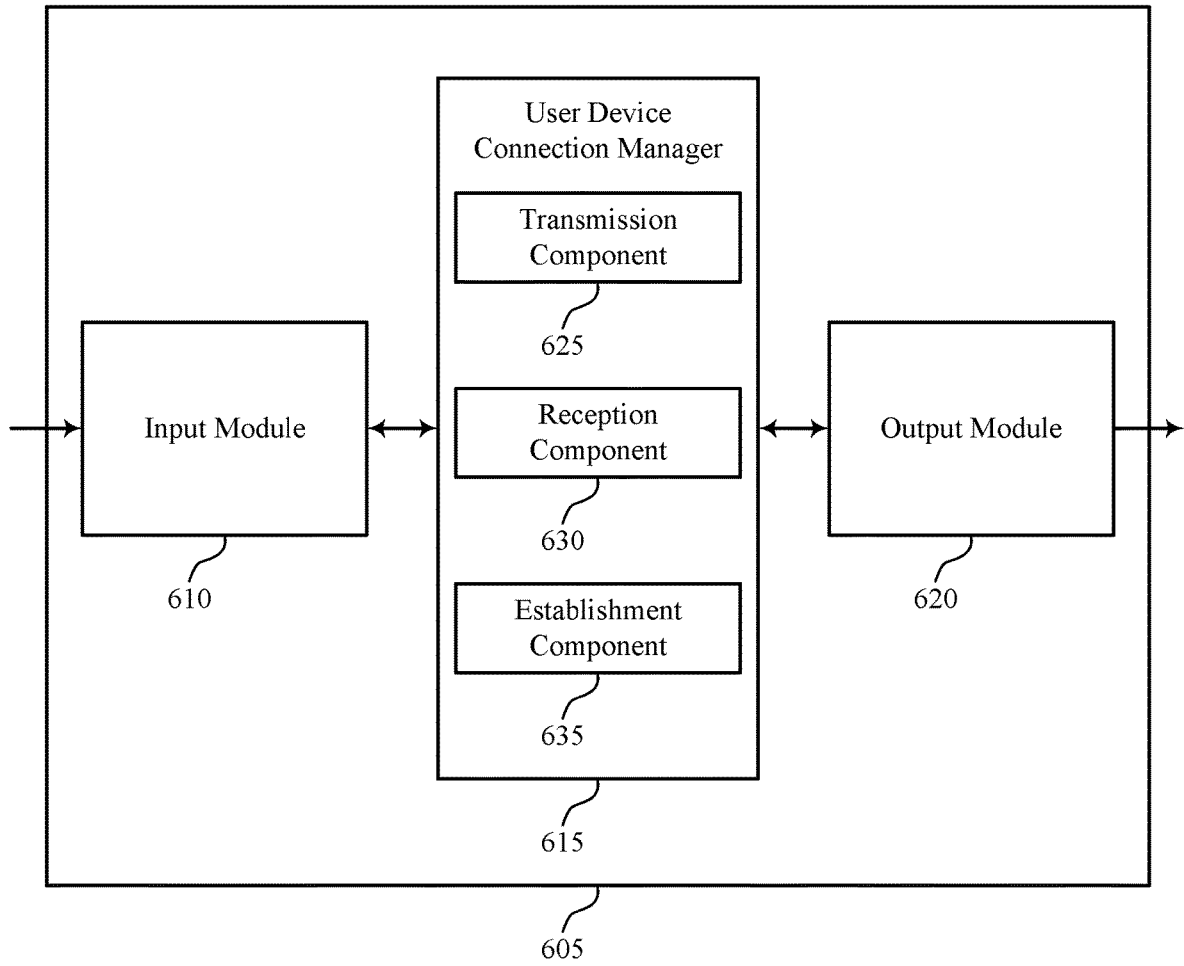 User Device
Connection Manager
Transmission
Component
625
Input Module
610
Reception
Component
630
Output Module
620
Establishment
Component
635
615
605